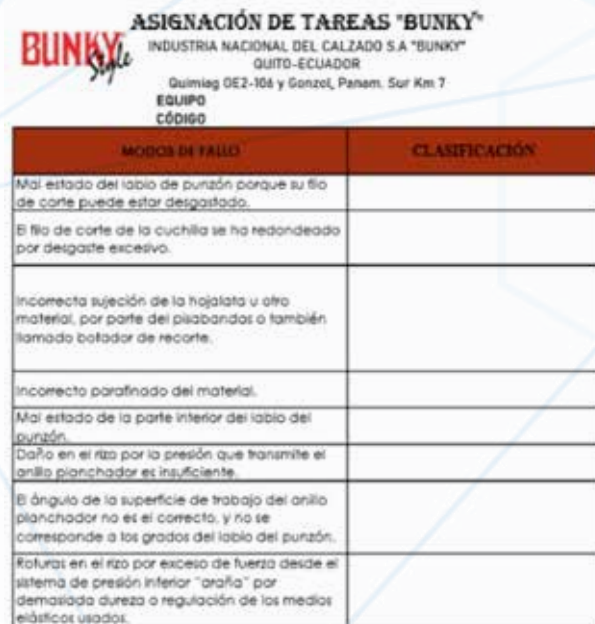 ASIGNACIÓN DE TAREAS "BUNKY"
BUNKY
Style
INDUSTRIA NACIONAL DEL CALZADO S.A "BUNKY"
QUITO-ECUADOR
Quimiag OE2-106 y Gonzol, Panam. Sur Km 7
EQUIPO
CÓDIGO
MODOS DE FALLO
CLASIFICACIÓN
Mal estado del labio de punzón porque su filo
de corte puede estar desgastado.
El filo de corte de la cuchilla se ha redondeado
por desgaste excesivo.
Incorrecta sujeción de la hojalata u otro
material, por parte del pisabandas o también
llamado botador de recorte.
Incorrecto parafinado del material.
Mal estado de la parte interior del labio del
punzón.
Daño en el rizo por la presión que transmite el
anillo planchador es insuficiente.
El ángulo de la superficie de trabajo del anillo
planchador no es el correcto, y no se
corresponde a los grados del labio del punzón.
Roturas en el rizo por exceso de fuerza desde el
sistema de presión inferior "araña" por
demasiada dureza o regulación de los medios
elásticos usados.